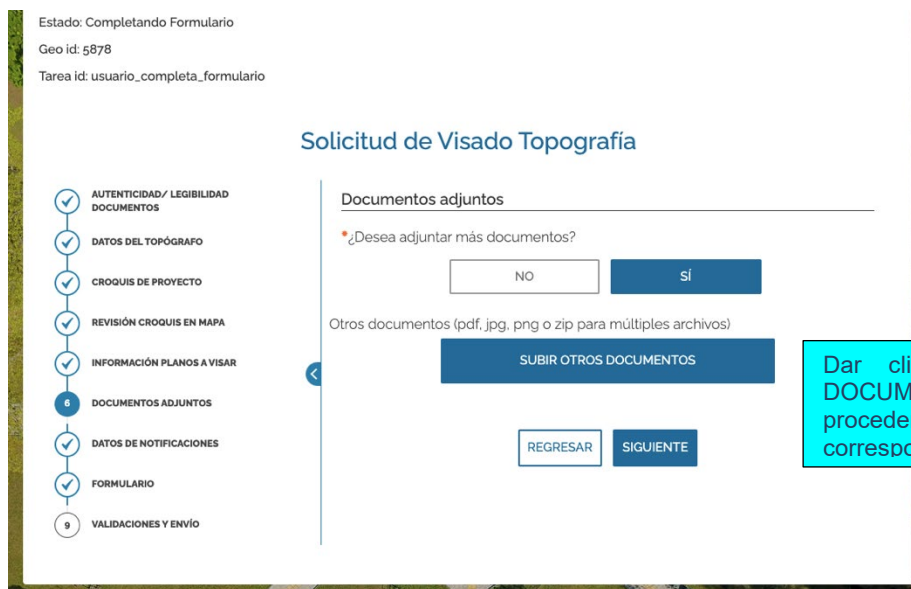 Estado: Completando Formulario
Geo id: 5878
Tarea id: usuario_completa_formulario
Solicitud de Visado Topografía
AUTENTICIDAD/ LEGIBILIDAD
DOCUMENTOS
DATOS DEL TOPÓGRAFO
CROQUIS DE PROYECTO
REVISIÓN CROQUIS EN MAPA
INFORMACIÓN PLANOS A VISAR
6 DOCUMENTOS ADJUNTOS
DATOS DE NOTIFICACIONES
FORMULARIO
9 VALIDACIONES Y ENVÍO
Documentos adjuntos
*¿Desea adjuntar más documentos?
NO SÍ
Otros documentos (pdf, jpg, png o zip para múltiples archivos)
SUBIR OTROS DOCUMENTOS
REGRESAR SIGUIENTE
Dar